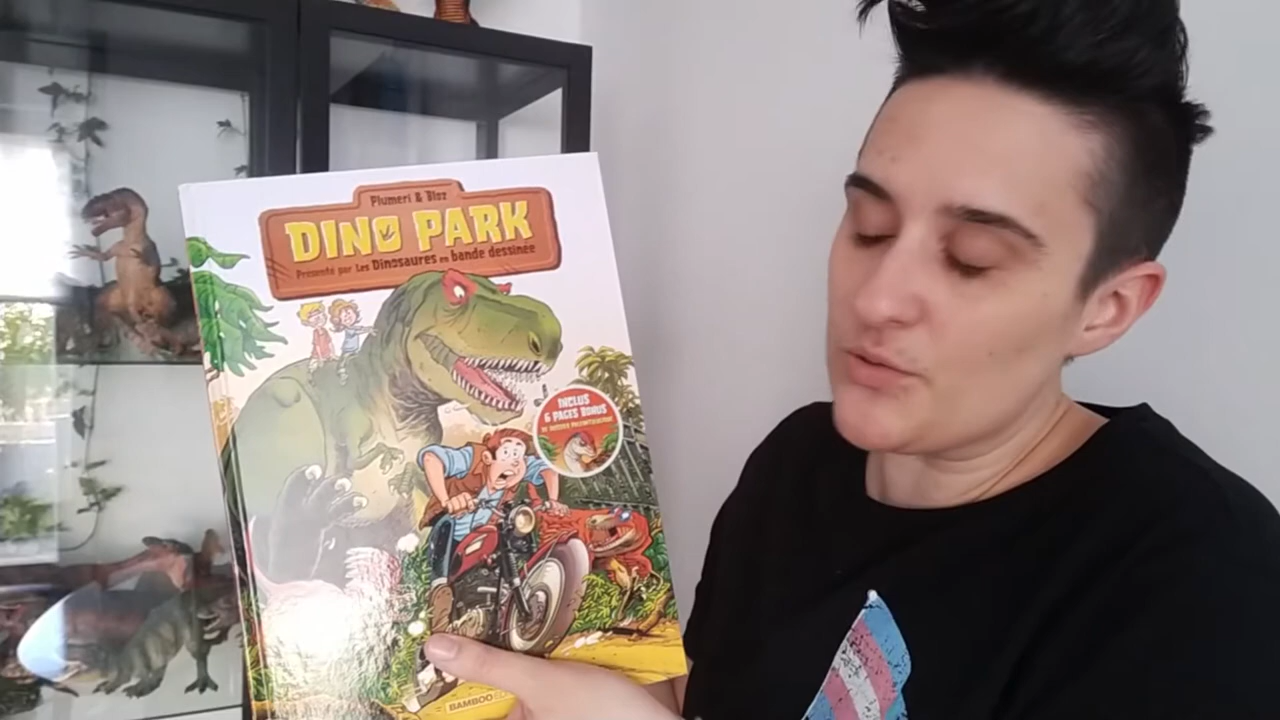 Plumeri & Bloz
DINO PARK
Présenté par Les Dinosaures en bande dessinée
INCLUS
6 PAGES BONUS
BAMBOO